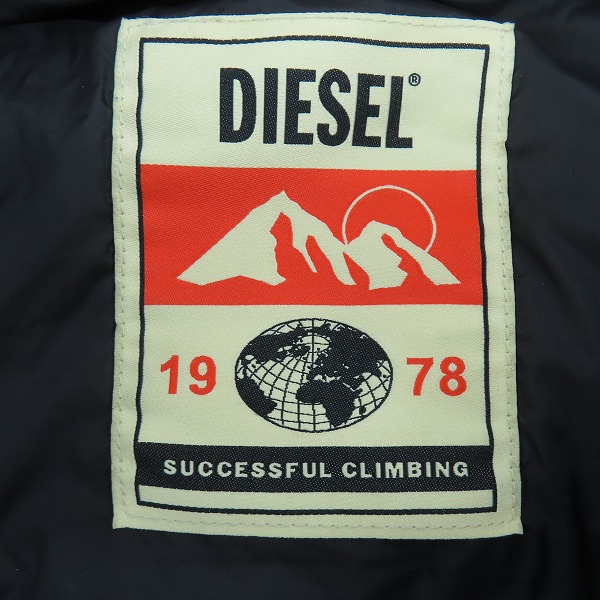 DIESEL®
19 78
SUCCESSFUL CLIMBING